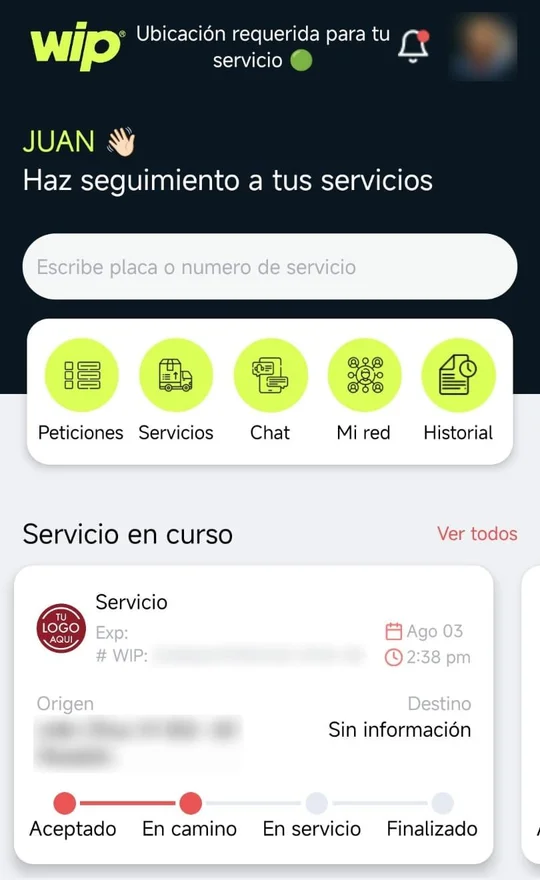 wip® Ubicación requerida para tu
servicio
JUAN
Haz seguimiento a tus servicios
Escribe placa o numero de servicio
Peticiones Servicios Chat Mi red Historial
Servicio en curso Ver todos
Servicio
TU
LOGO
AQUI
Exp: Ago 03
# WIP: 2:38 pm
Origen Destino
Sin información
Aceptado En camino En servicio Finalizado